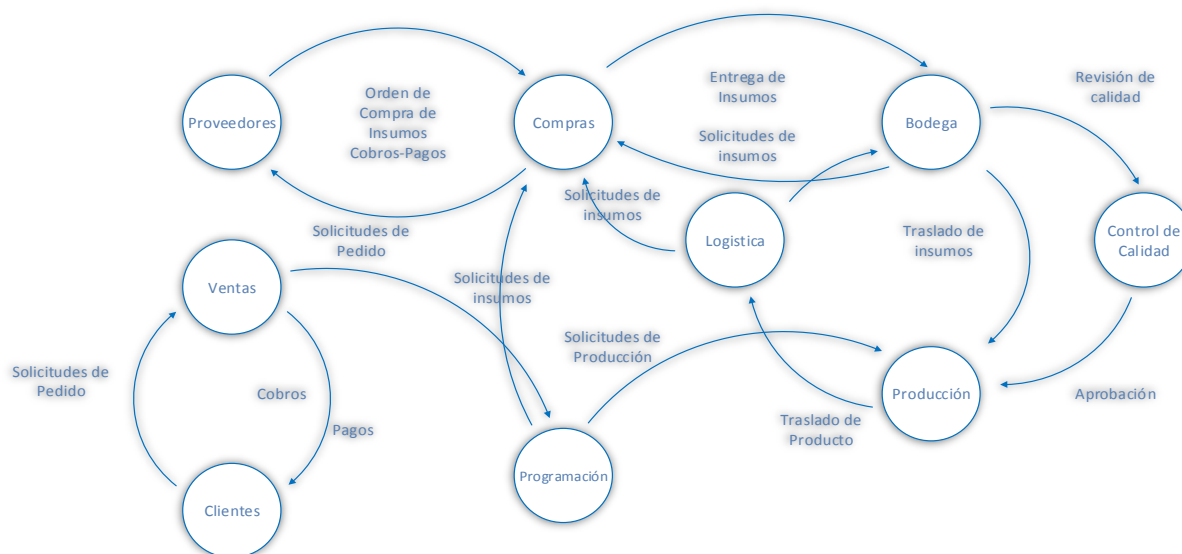 Proveedores
Orden de
Compra de
Insumos
Cobros-Pagos
Compras
Entrega de
Insumos
Solicitudes de
insumos
Bodega
Revisión de
calidad
Solicitudes de
insumos
Logistica
Traslado de
insumos
Control de
Calidad
Solicitudes de
Pedido
Ventas
Solicitudes de
insumos
Solicitudes de
Producción
Solicitudes de
Pedido
Cobros
Pagos
Traslado de
Producto
Producción
Aprobación
Programación
Clientes